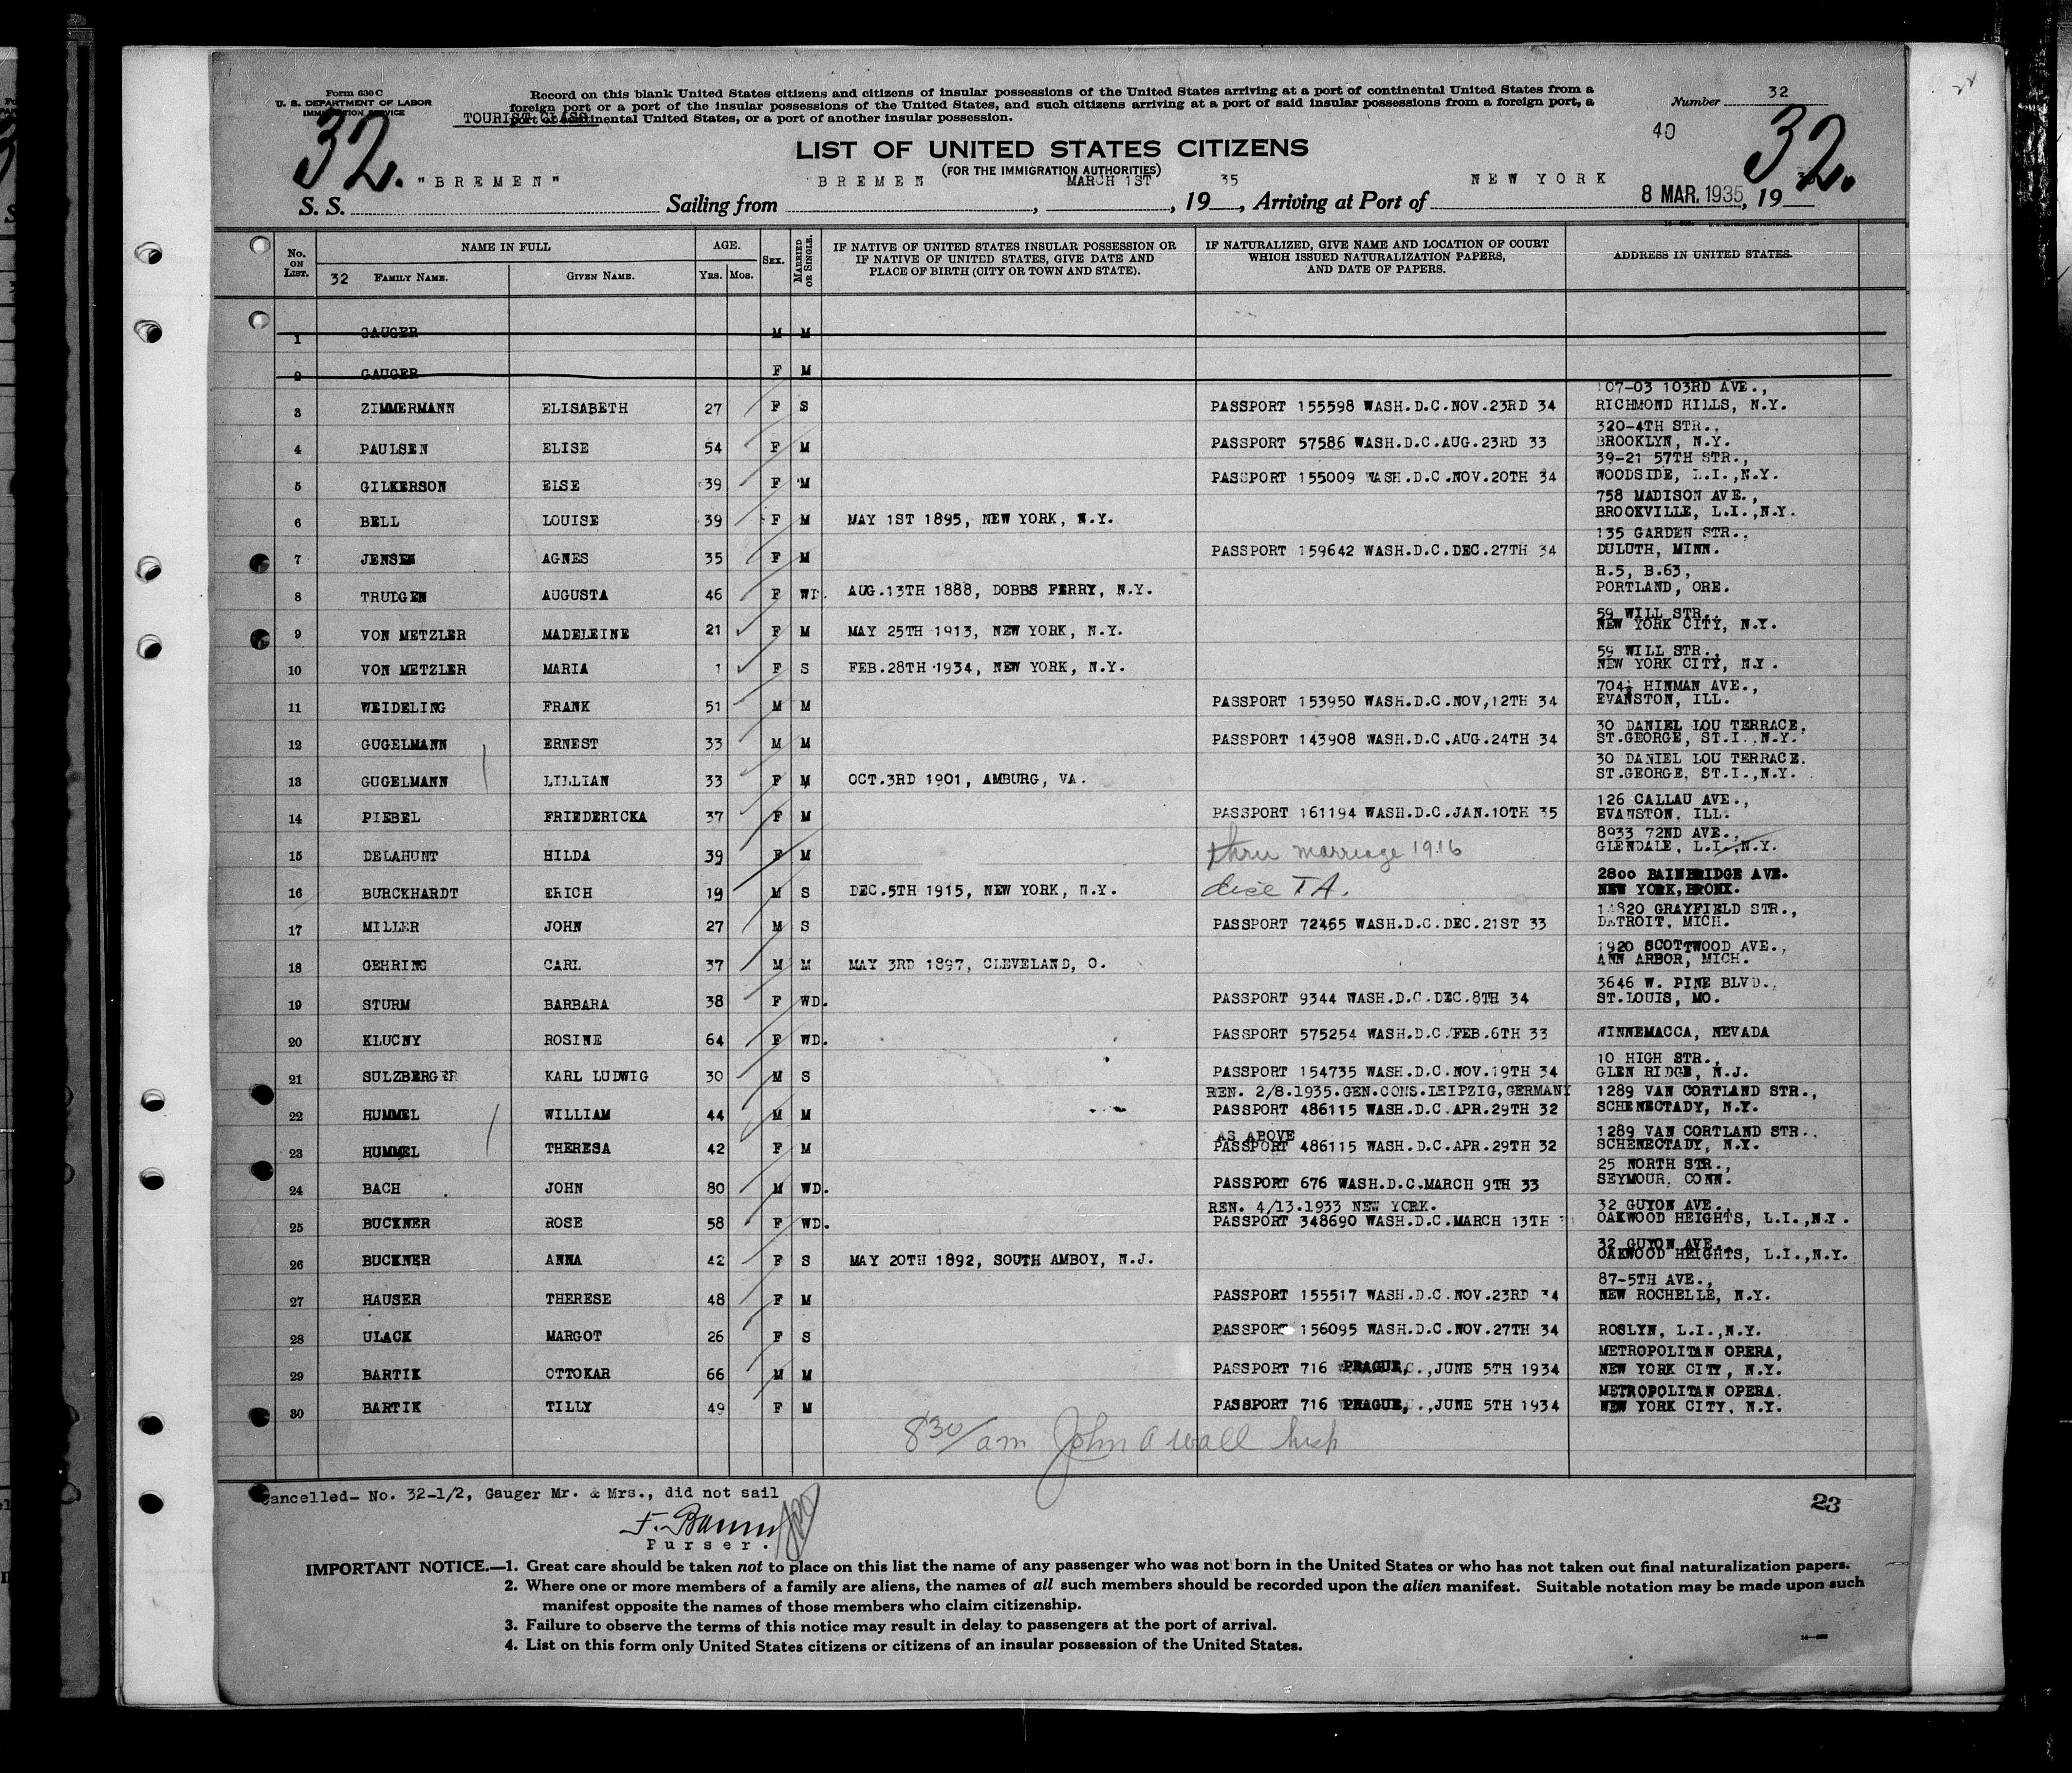 Form 630 C
U. S. DEPARTMENT OF LABOR
IMMIGRATION SERVICE
Record on this blank United States citizens and citizens of insular possessions of the United States arriving at a port of continental United States from a
foreign port or a port of the insular possessions of the United States, and such citizens arriving at a port of said insular possessions from a foreign port, a
port of continental United States, or a port of another insular possession.
TOURIST CLASS
Number 32
40
32.
32.
LIST OF UNITED STATES CITIZENS
(FOR THE IMMIGRATION AUTHORITIES)
S. S. "BREMEN" Sailing from BREMEN, MARCH 1ST, 1935, Arriving at Port of NEW YORK 8 MAR. 1935, 19
No. ON LIST. NAME IN FULL AGE. SEX. MARRIED OR SINGLE. IF NATIVE OF UNITED STATES INSULAR POSSESSION OR IF NATIVE OF UNITED STATES, GIVE DATE AND PLACE OF BIRTH (CITY OR TOWN AND STATE). IF NATURALIZED, GIVE NAME AND LOCATION OF COURT WHICH ISSUED NATURALIZATION PAPERS, AND DATE OF PAPERS. ADDRESS IN UNITED STATES.
32 FAMILY NAME. GIVEN NAME. YRS. MOS.
1 GAUGER M M
2 GAUGER F M
3 ZIMMERMANN ELISABETH 27 F S PASSPORT 155598 WASH.D.C.NOV.23RD 34 107-03 103RD AVE., RICHMOND HILLS, N.Y.
4 PAULSEN ELISE 54 F M PASSPORT 57586 WASH.D.C.AUG.23RD 33 320-4TH STR., BROOKLYN, N.Y.
5 GILKERSON ELSE 39 F M PASSPORT 155009 WASH.D.C.NOV.20TH 34 39-21 57TH STR., WOODSIDE, L.I.,N.Y.
6 BELL LOUISE 39 F M MAY 1ST 1895, NEW YORK, N.Y. 758 MADISON AVE., BROOKVILLE, L.I.,N.Y.
7 JENSEN AGNES 35 F M PASSPORT 159642 WASH.D.C.DEC.27TH 34 135 GARDEN STR., DULUTH, MINN.
8 TRUDGEN AUGUSTA 46 F WD. AUG.13TH 1888, DOBBS FERRY, N.Y. R.5, B.63, PORTLAND, ORE.
9 VON METZLER MADELEINE 21 F M MAY 25TH 1913, NEW YORK, N.Y. 59 WILL STR., NEW YORK CITY, N.Y.
10 VON METZLER MARIA 1 F S FEB.28TH 1934, NEW YORK, N.Y. 59 WILL STR., NEW YORK CITY, N.Y.
11 WEIDELING FRANK 51 M M PASSPORT 153950 WASH.D.C.NOV,12TH 34 704½ HINMAN AVE., EVANSTON, ILL.
12 GUGELMANN ERNEST 33 M M PASSPORT 143908 WASH.D.C.AUG.24TH 34 30 DANIEL LOU TERRACE, ST.GEORGE, ST.I.,N.Y.
13 GUGELMANN LILLIAN 33 F M OCT.3RD 1901, AMBURG, VA. 30 DANIEL LOU TERRACE. ST.GEORGE, ST.I.,N.Y.
14 PIEBEL FRIEDERICKA 37 F M PASSPORT 161194 WASH.D.C.JAN.10TH 35 126 CALLAU AVE., EVANSTON, ILL.
15 DELAHUNT HILDA 39 F M thru marriage 1916 8933 72ND AVE., GLENDALE, L.I.,N.Y.
16 BURCKHARDT ERICH 19 M S DEC.5TH 1915, NEW YORK, N.Y. 2800 BAINBRIDGE AVE. NEW YORK,BRONX.
17 MILLER JOHN 27 M S PASSPORT 72465 WASH.D.C.DEC.21ST 33 GRAYFIELD STR., DETROIT, MICH.
18 GEHRING CARL 37 M M MAY 3RD 1897, CLEVELAND, O. 1920 SCOTTWOOD AVE., ANN ARBOR, MICH.
19 STURM BARBARA 38 F WD. PASSPORT 9344 WASH.D.C.DEC.8TH 34 3646 W. PINE BLVD., ST.LOUIS, MO.
20 KLUCNY ROSINE 64 F WD. PASSPORT 575254 WASH.D.C.FEB.6TH 33 WINNEMACCA, NEVADA
21 SULZBERGER KARL LUDWIG 30 M S PASSPORT 154735 WASH.D.C.NOV.19TH 34 10 HIGH STR., GLEN RIDGE, N.J.
22 HUMMEL WILLIAM 44 M M REN. 2/8.1935.GEN.CONS.LEIPZIG,GERMANY PASSPORT 486115 WASH.D.C.APR.29TH 32 1289 VAN CORTLAND STR., SCHENECTADY, N.Y.
23 HUMMEL THERESA 42 F M AS ABOVE PASSPORT 486115 WASH.D.C.APR.29TH 32 1289 VAN CORTLAND STR., SCHENECTADY, N.Y.
24 BACH JOHN 80 M WD. PASSPORT 676 WASH.D.C.MARCH 9TH 33 25 NORTH STR., SEYMOUR, CONN.
25 BUCKNER ROSE 58 F WD. REN. 4/13.1933 NEW YORK. PASSPORT 348690 WASH.D.C.MARCH 13TH 32 GUYON AVE., OAKWOOD HEIGHTS, L.I.,N.Y.
26 BUCKNER ANNA 42 F S MAY 20TH 1892, SOUTH AMBOY, N.J. 32 GUYON AVE., OAKWOOD HEIGHTS, L.I.,N.Y.
27 HAUSER THERESE 48 F M PASSPORT 155517 WASH.D.C.NOV.23RD 34 87-5TH AVE., NEW ROCHELLE, N.Y.
28 ULACK MARGOT 26 F S PASSPORT 156095 WASH.D.C.NOV.27TH 34 ROSLYN, L.I.,N.Y.
29 BARTIK OTTOKAR 66 M M PASSPORT 716 PRAGUE,JUNE 5TH 1934 METROPOLITAN OPERA, NEW YORK CITY, N.Y.
30 BARTIK TILLY 49 F M PASSPORT 716 PRAGUE,JUNE 5TH 1934 METROPOLITAN OPERA. NEW YORK CITY, N.Y.
8 30/am John A Wall Insp
Cancelled- No. 32-1/2, Gauger Mr. & Mrs., did not sail
23
Purser.
IMPORTANT NOTICE.—1. Great care should be taken not to place on this list the name of any passenger who was not born in the United States or who has not taken out final naturalization papers.
2. Where one or more members of a family are aliens, the names of all such members should be recorded upon the alien manifest. Suitable notation may be made upon such
manifest opposite the names of those members who claim citizenship.
3. Failure to observe the terms of this notice may result in delay to passengers at the port of arrival.
4. List on this form only United States citizens or citizens of an insular possession of the United States.